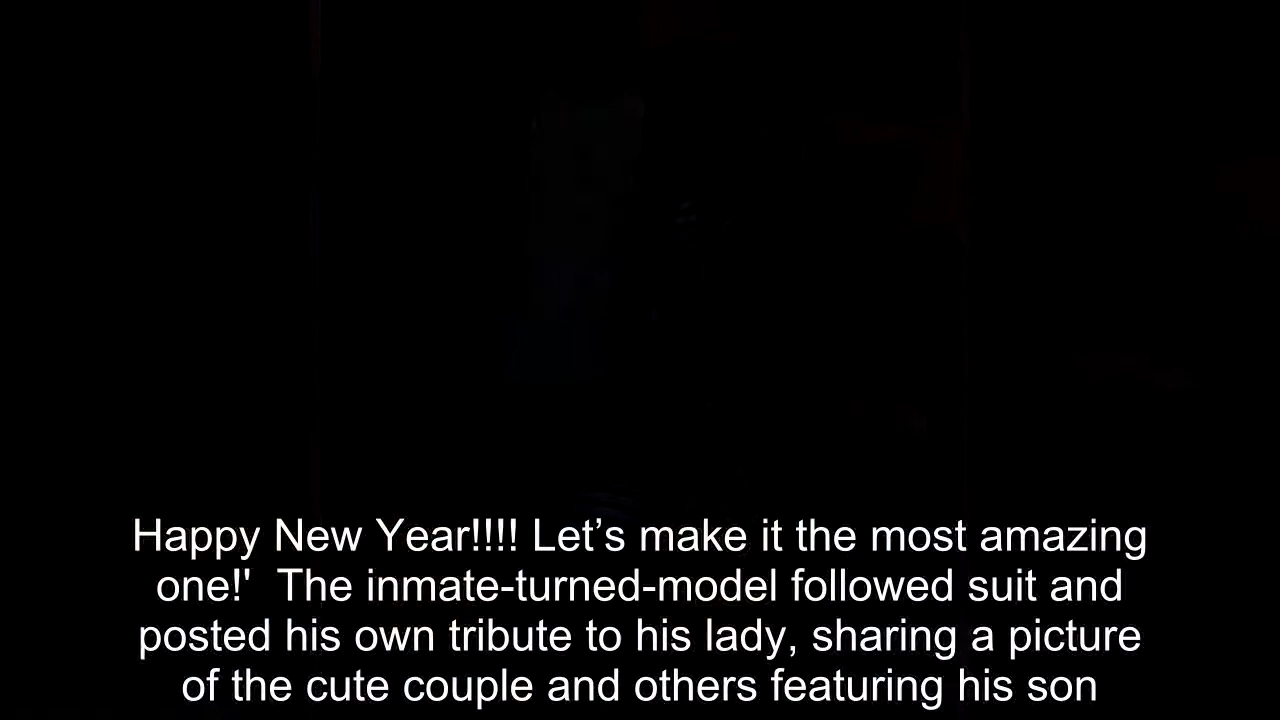 Happy New Year!!!! Let’s make it the most amazing
one!'  The inmate-turned-model followed suit and
posted his own tribute to his lady, sharing a picture
of the cute couple and others featuring his son